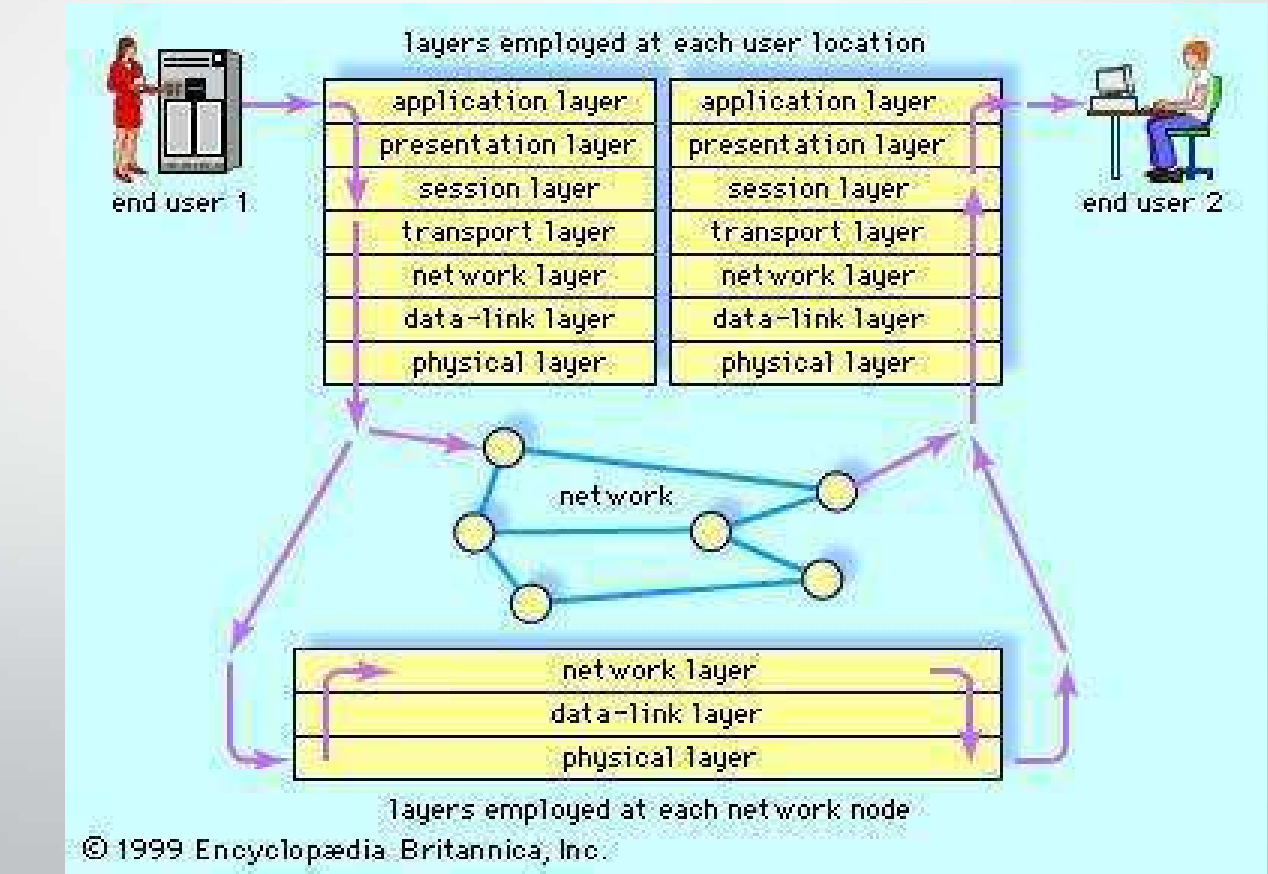 layers employed at each user location
application layer
presentation layer
session layer
transport layer
network layer
data-link layer
physical layer
application layer
presentation layer
session layer
transport layer
network layer
data-link layer
physical layer
end user 1
end user 2
network
network layer
data-link layer
physical layer
layers employed at each network node
© 1999 Encyclopædia Britannica, Inc.